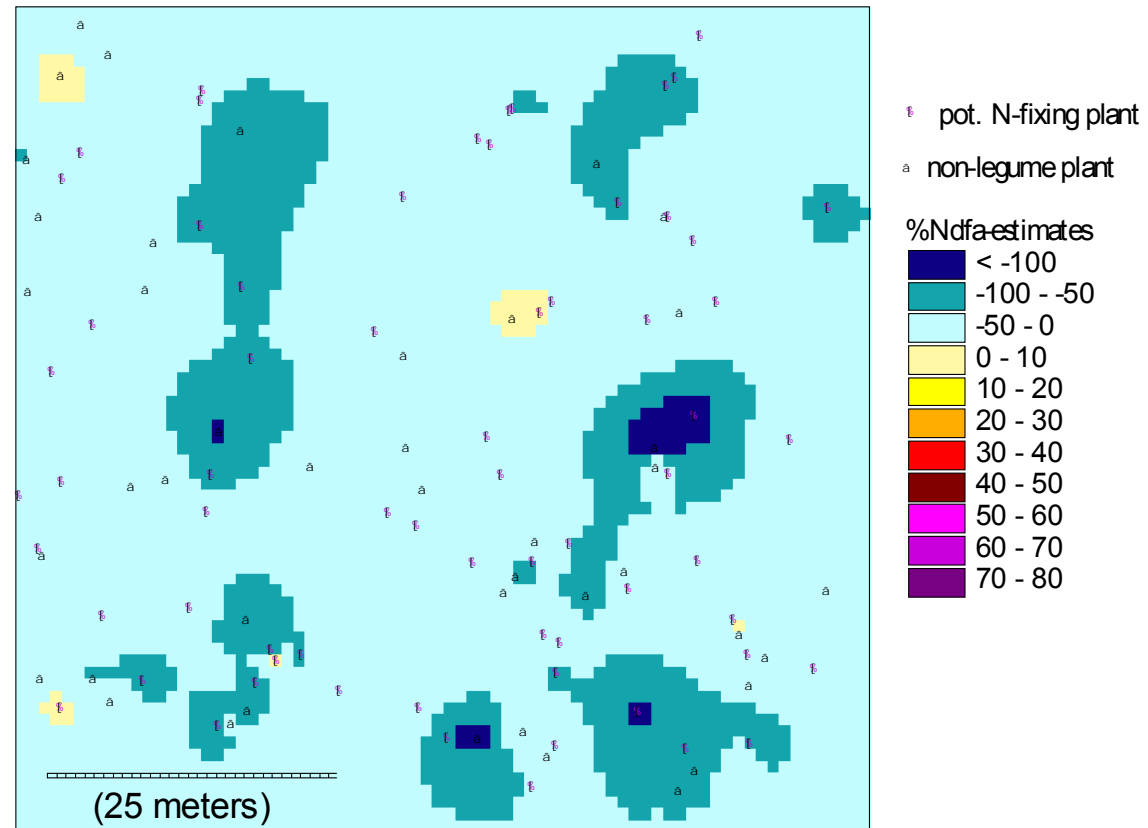 pot. N-fixing plant
non-legume plant
%Ndfa-estimates
< -100
-100 - -50
-50 - 0
0 - 10
10 - 20
20 - 30
30 - 40
40 - 50
50 - 60
60 - 70
70 - 80
(25 meters)